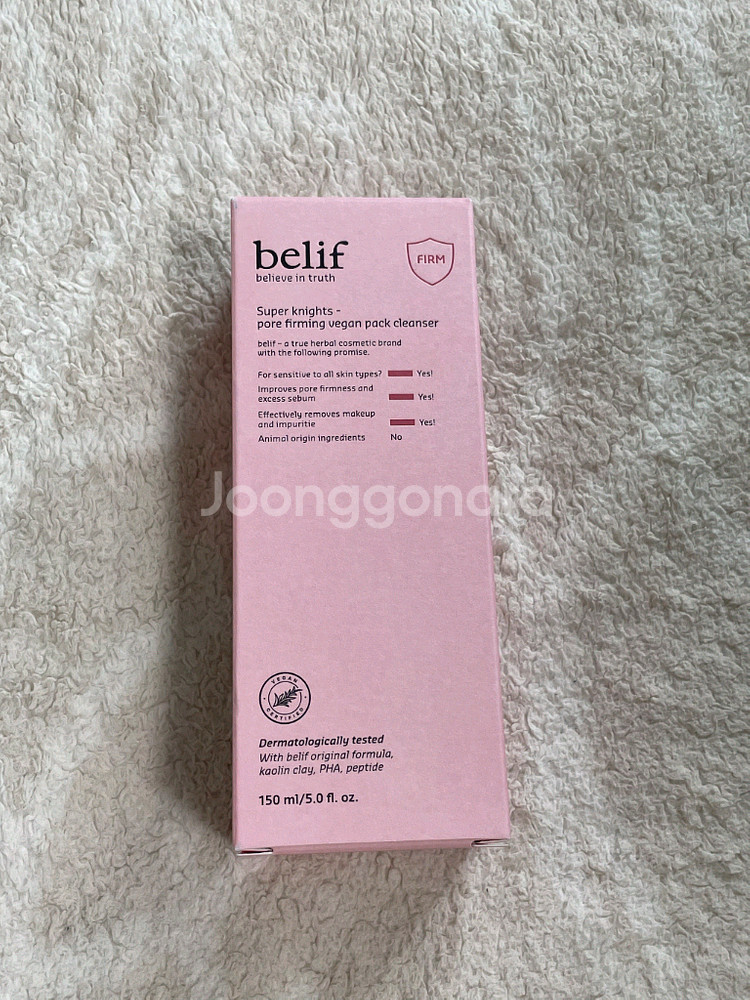 belif
believe in truth
FIRM
Super knights -
pore firming vegan pack cleanser
belif – a true herbal cosmetic brand
with the following promise.
For sensitive to all skin types? Yes!
Improves pore firmness and
excess sebum Yes!
Effectively removes makeup
and impuritie Yes!
Animal origin ingredients No
Joonggonara
VEGAN
CERTIFIED
Dermatologically tested
With belif original formula,
kaolin clay, PHA, peptide
150 ml/5.0 fl. oz.